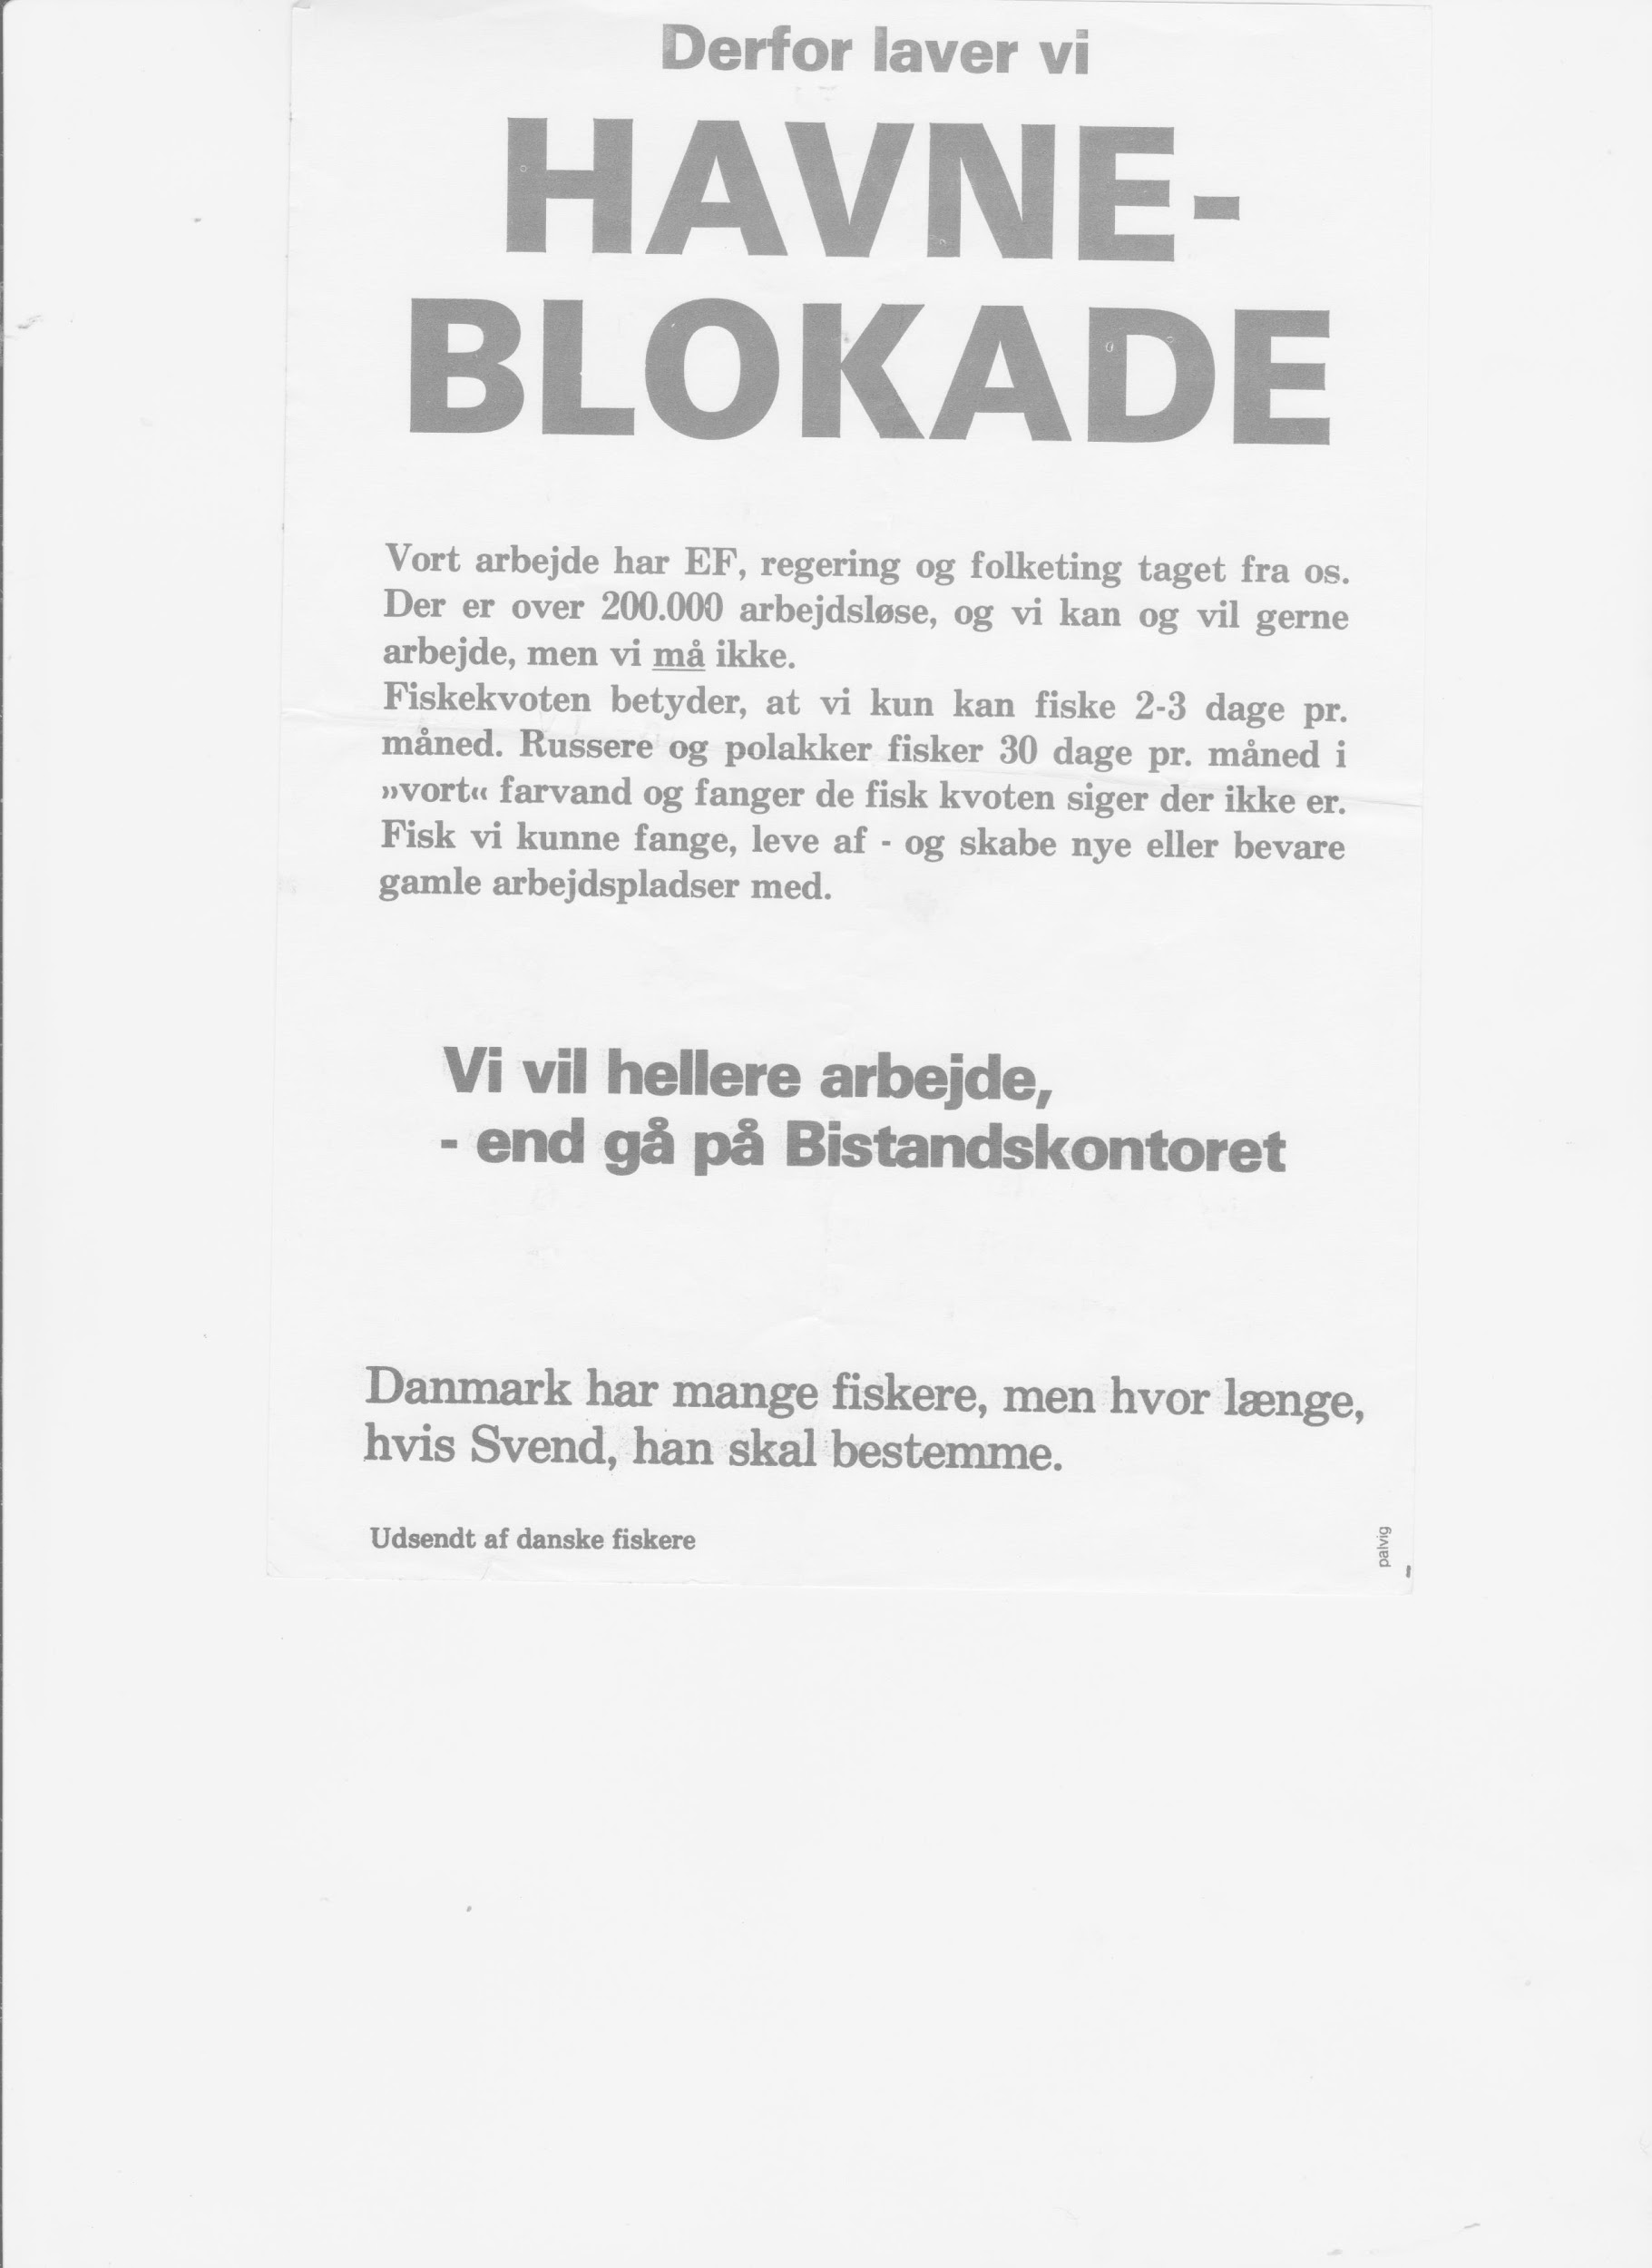 Derfor laver vi
HAVNE-
BLOKADE
Vort arbejde har EF, regering og folketing taget fra os.
Der er over 200.000 arbejdsløse, og vi kan og vil gerne
arbejde, men vi må ikke.
Fiskekvoten betyder, at vi kun kan fiske 2-3 dage pr.
måned. Russere og polakker fisker 30 dage pr. måned i
»vort« farvand og fanger de fisk kvoten siger der ikke er.
Fisk vi kunne fange, leve af - og skabe nye eller bevare
gamle arbejdspladser med.
Vi vil hellere arbejde,
- end gå på Bistandskontoret
Danmark har mange fiskere, men hvor længe,
hvis Svend, han skal bestemme.
Udsendt af danske fiskere
palvig